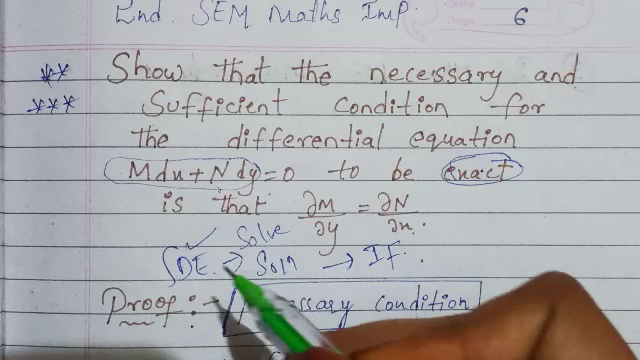 2nd SEM Maths Imp. 6
** Show that the necessary and
*** Sufficient Condition for
the differential equation
Mdx+Ndy=0 to be exact
is that ∂M/∂y = ∂N/∂x.
Solve
DE. → Soln → IF.
Proof:- condition